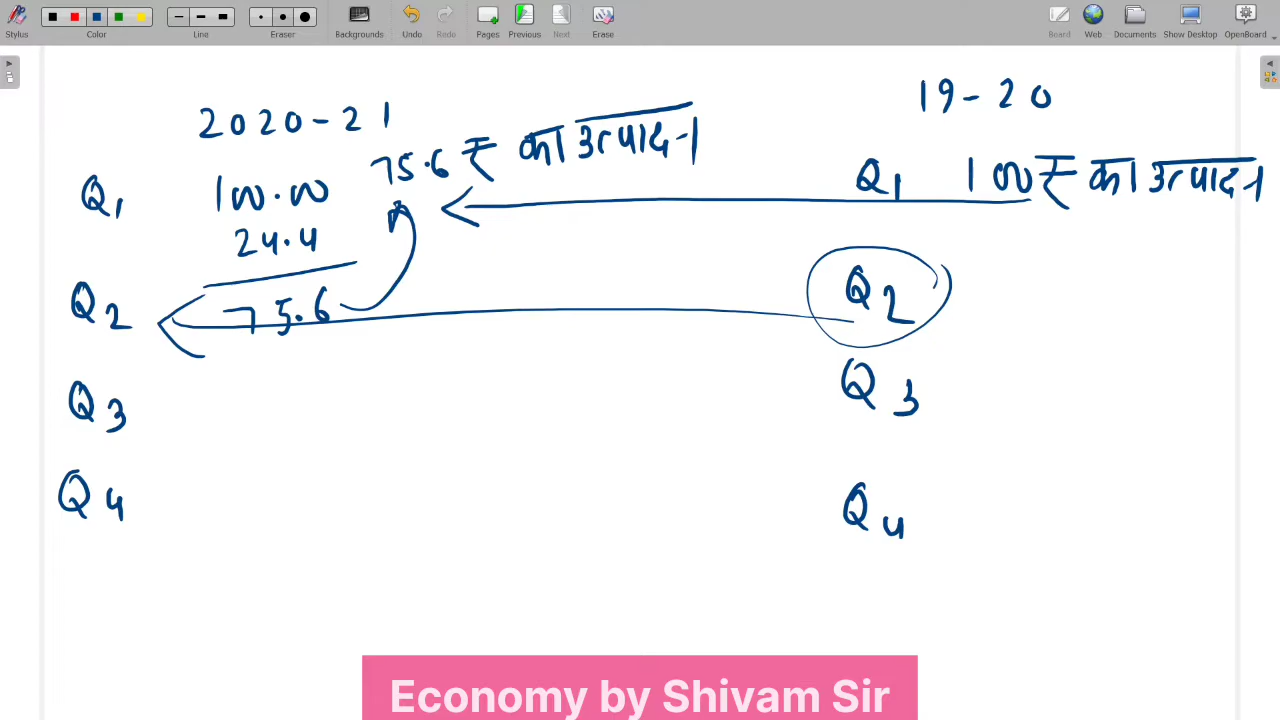 Stylus Color Line Eraser Backgrounds Undo Redo Pages Previous Next Erase Board Web Documents Show Desktop OpenBoard
2020-21
19-20
Q1 100.00 75.6 ₹ का उत्पादन
Q1 100₹ का उत्पादन
24.4
Q2 75.6
Q2
Q3
Q3
Q4
Q4
Economy by Shivam Sir